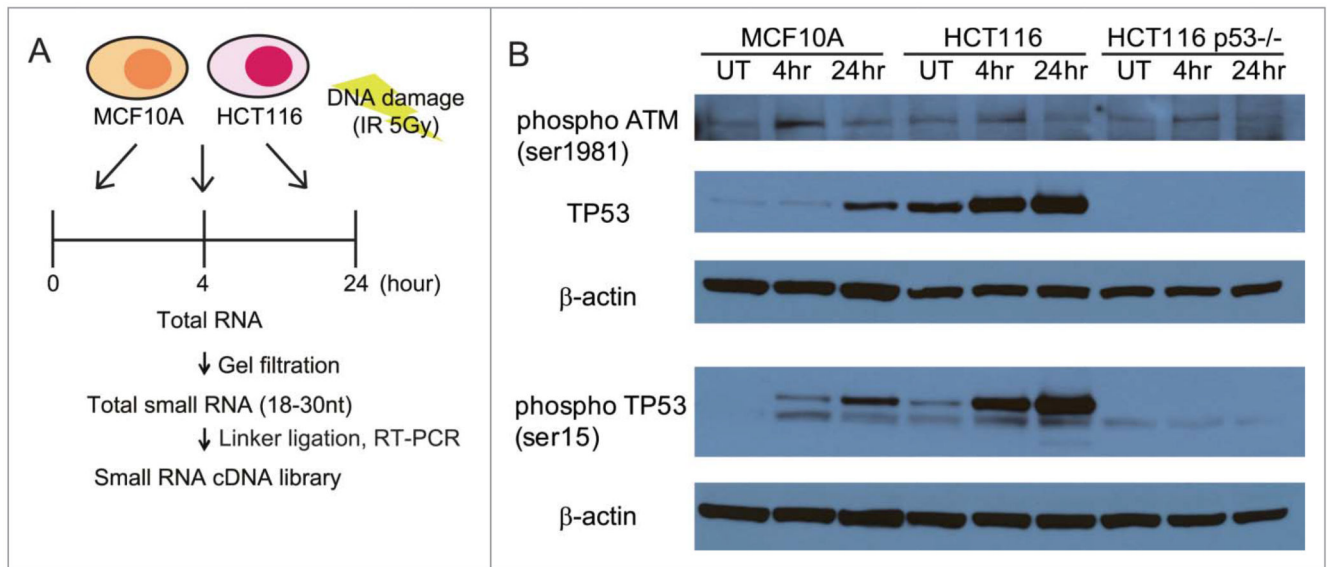 A
MCF10A HCT116
DNA damage
(IR 5Gy)
0 4 24 (hour)
Total RNA
Gel filtration
Total small RNA (18-30nt)
Linker ligation, RT-PCR
Small RNA cDNA library
B
MCF10A HCT116 HCT116 p53-/-
UT 4hr 24hr UT 4hr 24hr UT 4hr 24hr
phospho ATM
(ser1981)
TP53
β-actin
phospho TP53
(ser15)
β-actin